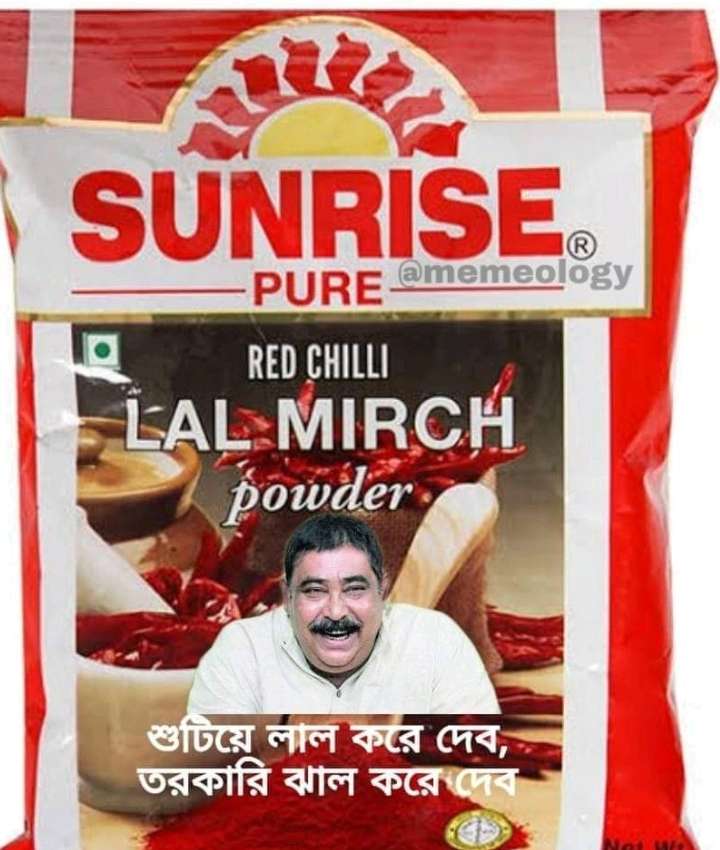 SUNRISE®
PURE
@memeology
RED CHILLI
LAL MIRCH
powder
শুটিয়ে লাল করে দেব,
তরকারি ঝাল করে দেব